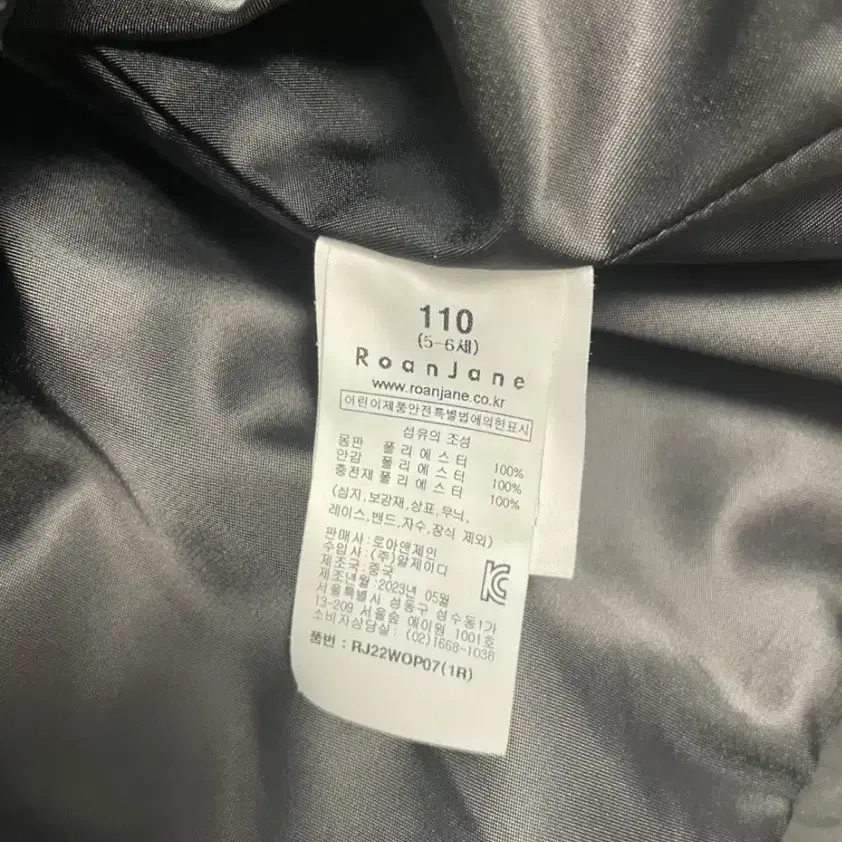 110
(5-6세)
RoanJane
www.roanjane.co.kr
어린이제품안전특별법에의한표시
섬유의 조성
몸판 폴리에스터 100%
안감 폴리에스터 100%
충전재 폴리에스터 100%
(심지,보강재,상표,무늬,
레이스,밴드,자수,장식 제외)
판매사:로아앤제인
수입사:(주)알제이디
제조국:중국
제조년월:2023년 05월
서울특별시 성동구 성수동1가
13-209 서울숲 에이원 1001호
소비자상담실: (02)1668-1036
품번 : RJ22WOP07(1R)